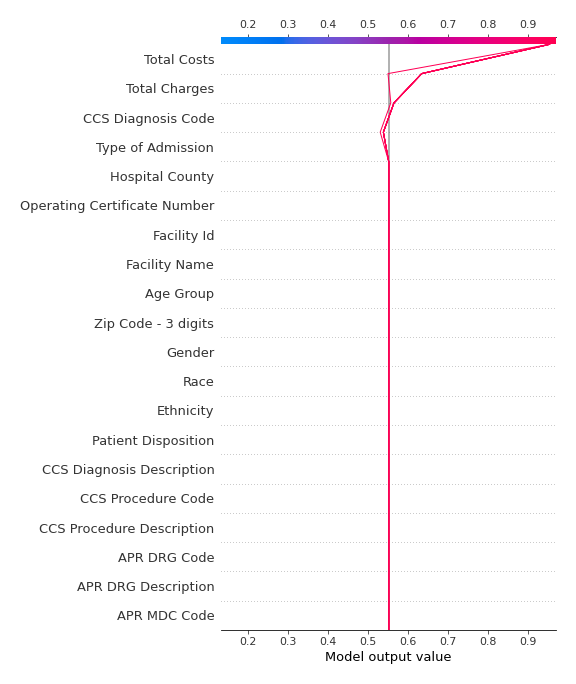 0.2 0.3 0.4 0.5 0.6 0.7 0.8 0.9
Total Costs
Total Charges
CCS Diagnosis Code
Type of Admission
Hospital County
Operating Certificate Number
Facility Id
Facility Name
Age Group
Zip Code - 3 digits
Gender
Race
Ethnicity
Patient Disposition
CCS Diagnosis Description
CCS Procedure Code
CCS Procedure Description
APR DRG Code
APR DRG Description
APR MDC Code
0.2 0.3 0.4 0.5 0.6 0.7 0.8 0.9
Model output value